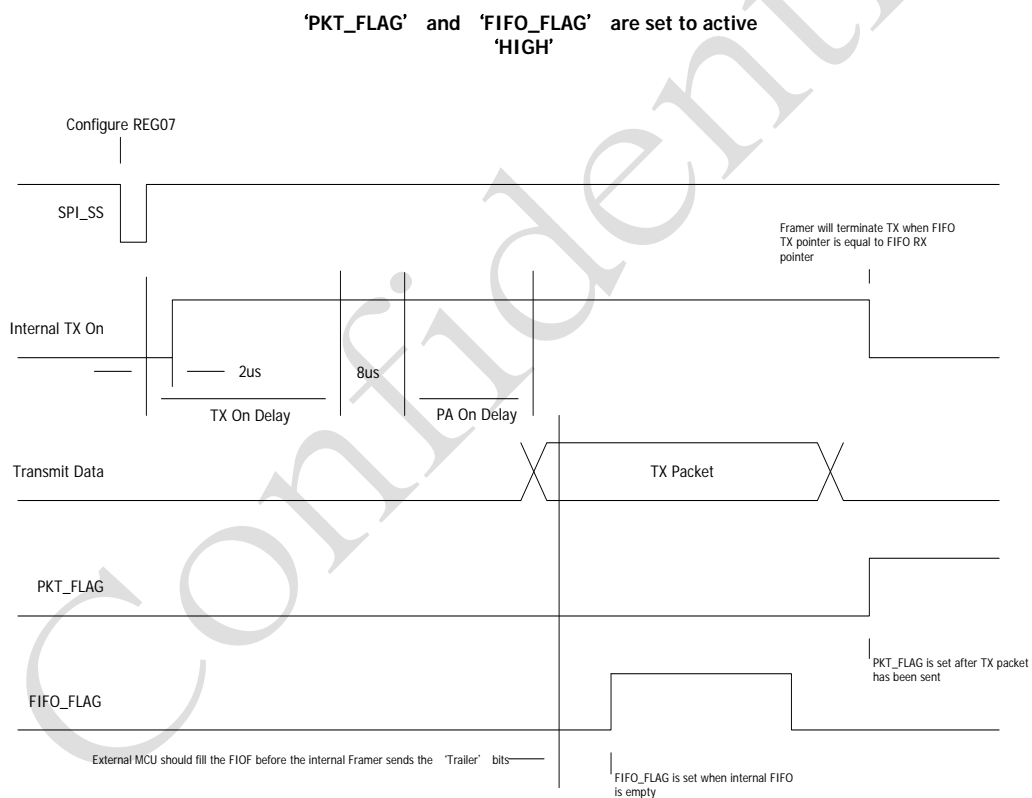 ‘PKT_FLAG’ and ‘FIFO_FLAG’ are set to active
‘HIGH’
Configure REG07
SPI_SS
Framer will terminate TX when FIFO
TX pointer is equal to FIFO RX
pointer
Internal TX On
2us
8us
TX On Delay
PA On Delay
Transmit Data
TX Packet
PKT_FLAG
PKT_FLAG is set after TX packet
has been sent
FIFO_FLAG
External MCU should fill the FIOF before the internal Framer sends the ‘Trailer’ bits
FIFO_FLAG is set when internal FIFO
is empty
Confidenti